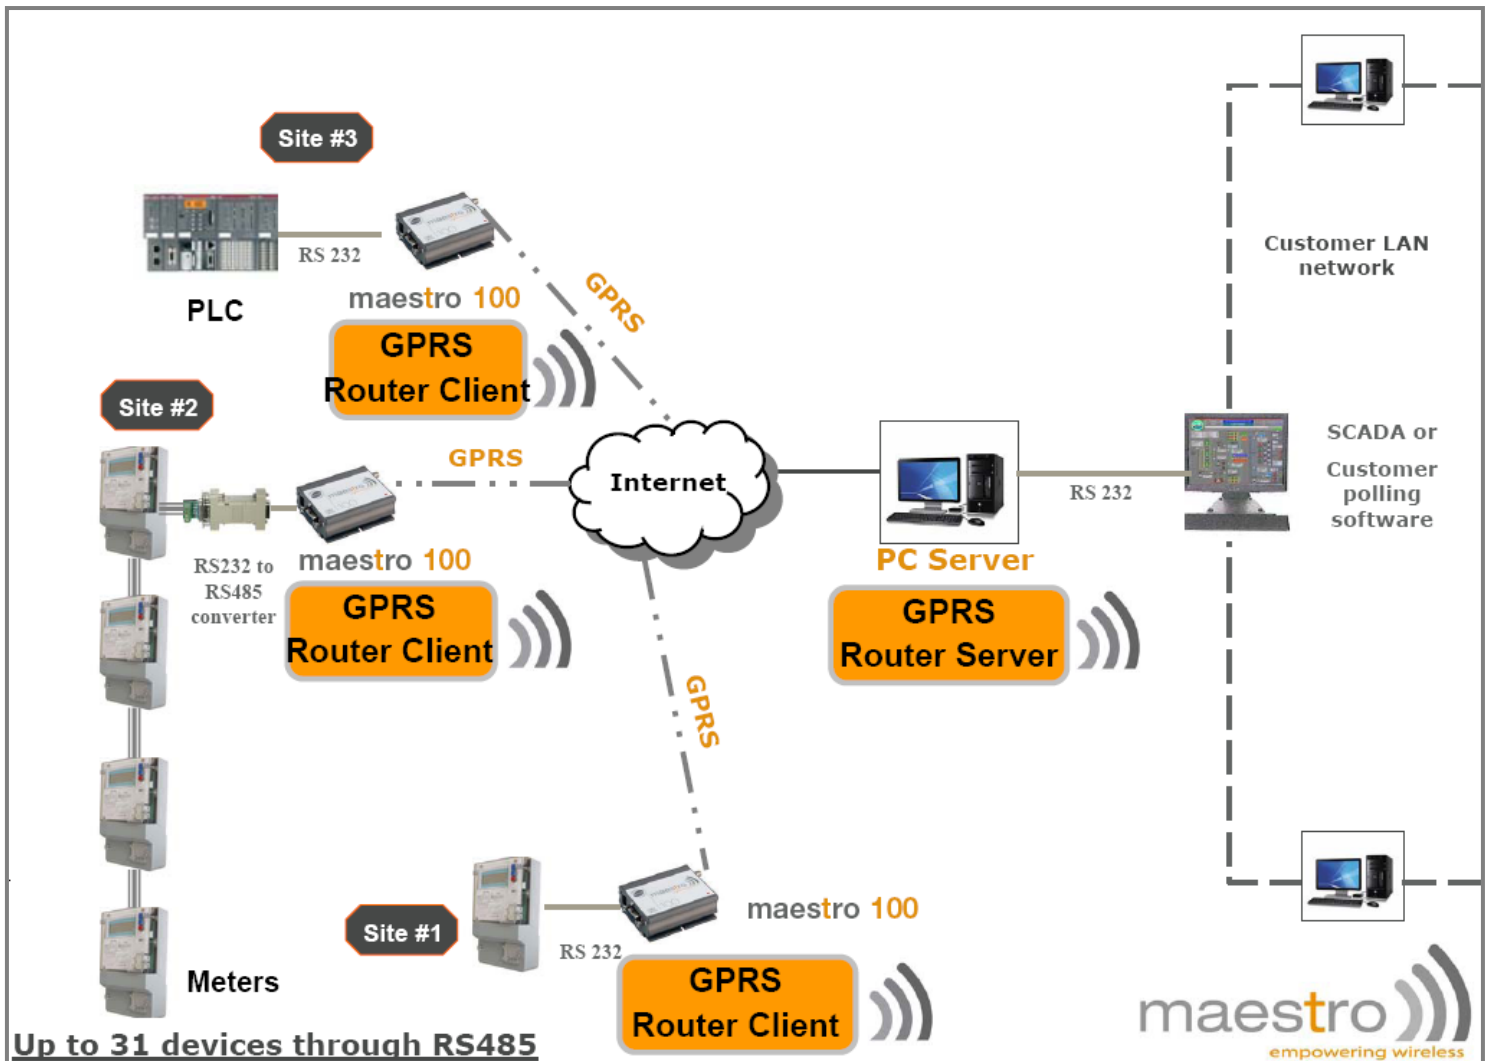 Site #3
RS 232
PLC
maestro 100
GPRS
Router Client
GPRS
Customer LAN
network
Site #2
GPRS
Internet
RS 232
SCADA or
Customer
polling
software
RS232 to
RS485
converter
maestro 100
GPRS
Router Client
PC Server
GPRS
Router Server
GPRS
Site #1
RS 232
maestro 100
GPRS
Router Client
Meters
Up to 31 devices through RS485
maestro
empowering wireless